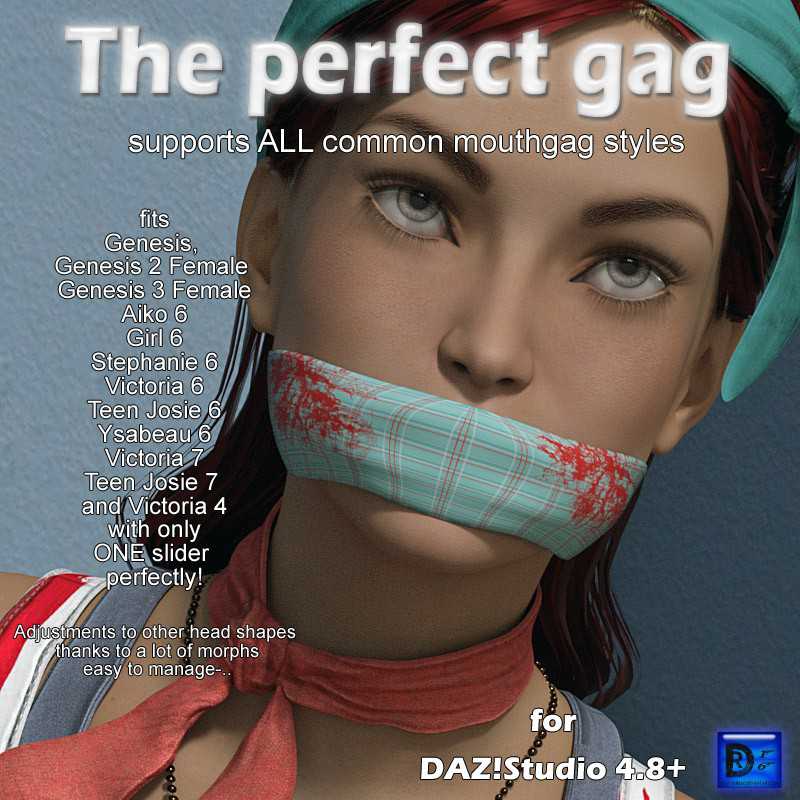 The perfect gag
supports ALL common mouthgag styles
fits
Genesis,
Genesis 2 Female
Genesis 3 Female
Aiko 6
Girl 6
Stephanie 6
Victoria 6
Teen Josie 6
Ysabeau 6
Victoria 7
Teen Josie 7
and Victoria 4
with only
ONE slider
perfectly!
Adjustments to other head shapes
thanks to a lot of morphs
easy to manage-..
for
DAZ!Studio 4.8+